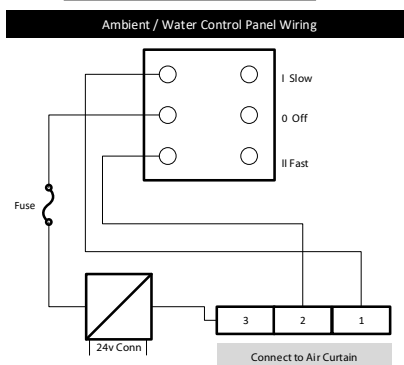 Ambient / Water Control Panel Wiring
I Slow
0 Off
II Fast
Fuse
3 2 1
24v Conn
Connect to Air Curtain